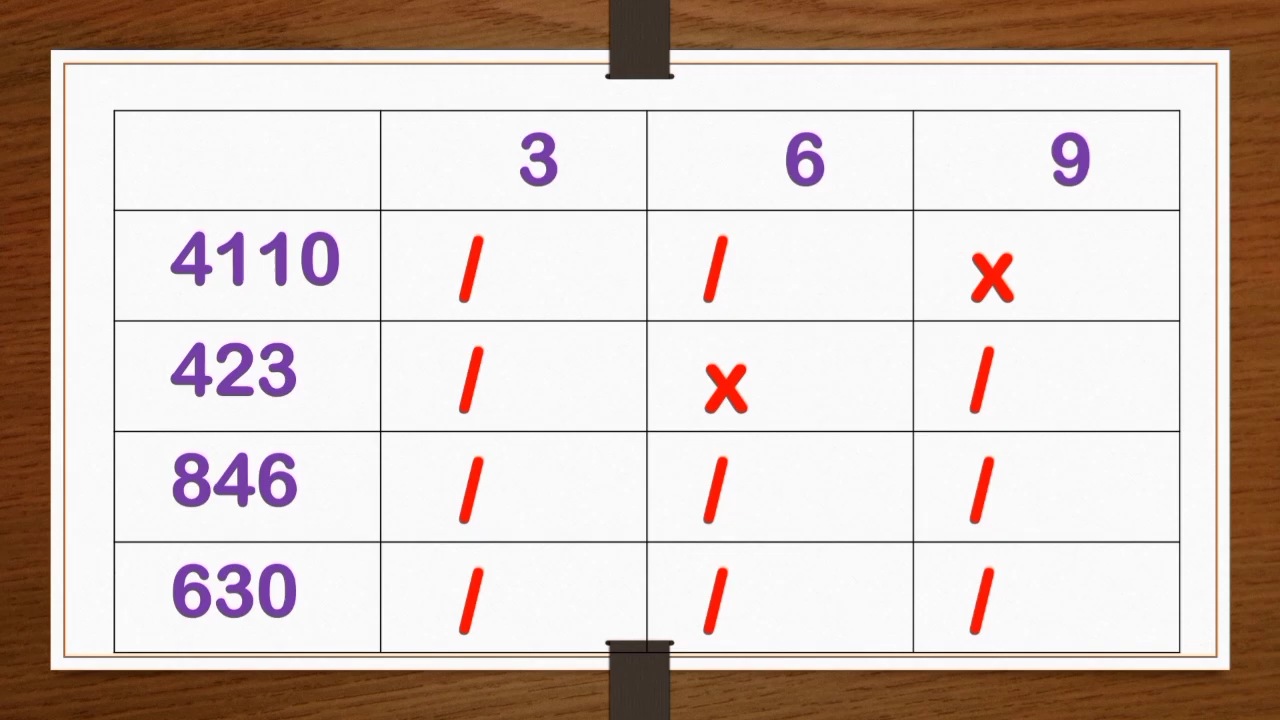 3 6 9
4110 / / x
423 / x /
846 / / /
630 / / /